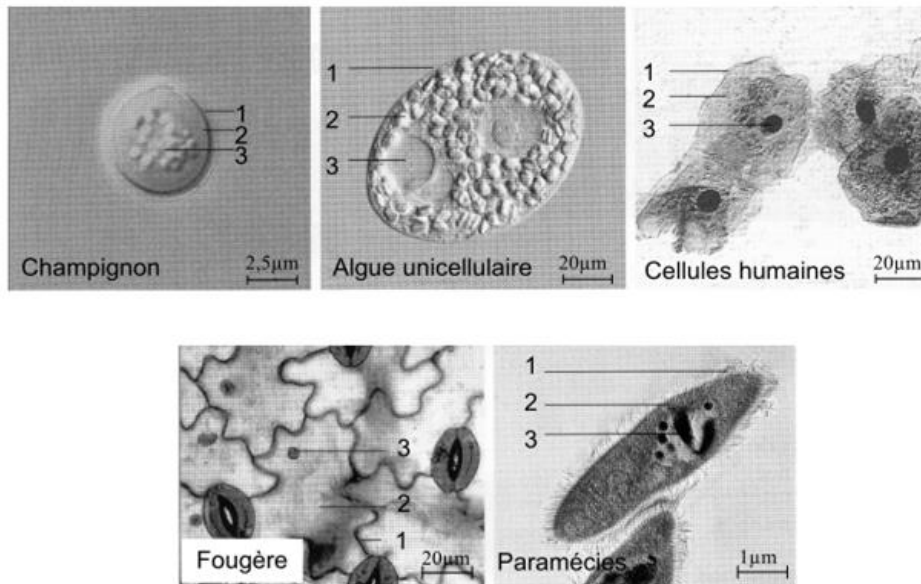 1
2
3
Champignon
2,5µm
1
2
3
Algue unicellulaire
20µm
1
2
3
Cellules humaines
20µm
3
2
1
Fougère
20µm
1
2
3
Paramécies
1µm